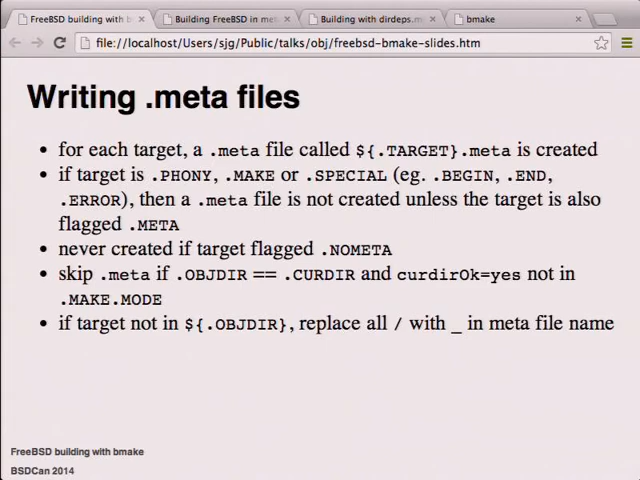 FreeBSD building with bm
Building FreeBSD in met
Building with dirdeps.m
bmake
file://localhost/Users/sjg/Public/talks/obj/freebsd-bmake-slides.htm
Writing .meta files
• for each target, a .meta file called ${.TARGET}.meta is created
• if target is .PHONY, .MAKE or .SPECIAL (eg. .BEGIN, .END,
.ERROR), then a .meta file is not created unless the target is also
flagged .META
• never created if target flagged .NOMETA
• skip .meta if .OBJDIR == .CURDIR and curdirOk=yes not in
.MAKE.MODE
• if target not in ${.OBJDIR}, replace all / with _ in meta file name
FreeBSD building with bmake
BSDCan 2014